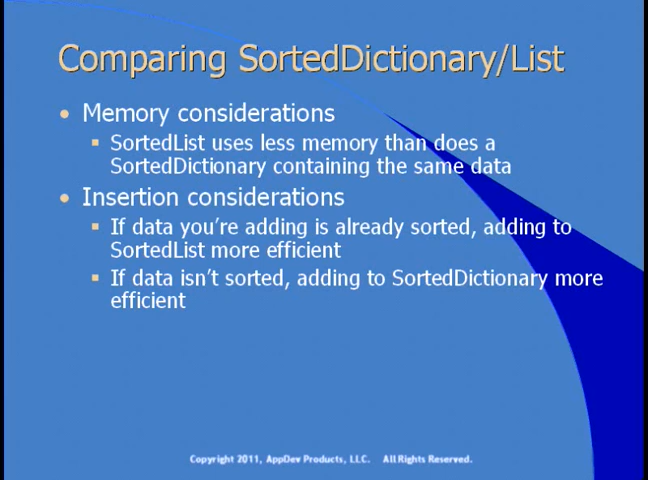 Comparing SortedDictionary/List
• Memory considerations
▪ SortedList uses less memory than does a
SortedDictionary containing the same data
• Insertion considerations
▪ If data you're adding is already sorted, adding to
SortedList more efficient
▪ If data isn't sorted, adding to SortedDictionary more
efficient
Copyright 2011, AppDev Products, LLC. All Rights Reserved.